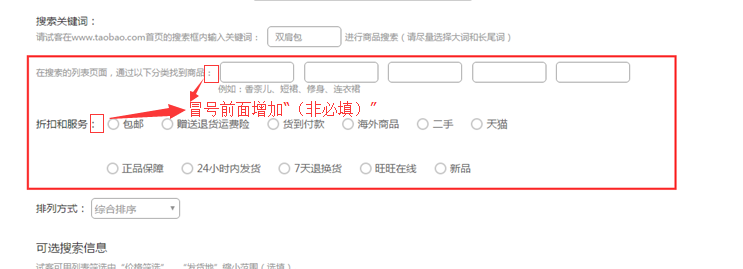 搜索关键词：
请试客在www.taobao.com首页的搜索框内输入关键词： 双肩包 进行商品搜索（请尽量选择大词和长尾词）
在搜索的列表页面，通过以下分类找到商品：
例如：香奈儿、短裙、修身、连衣裙
冒号前面增加“（非必填）”
折扣和服务： 包邮 赠送退货运费险 货到付款 海外商品 二手 天猫
正品保障 24小时内发货 7天退换货 旺旺在线 新品
排列方式： 综合排序
可选搜索信息
试客可用列表筛选中“价格筛选”、“发货地”缩小范围（选填）